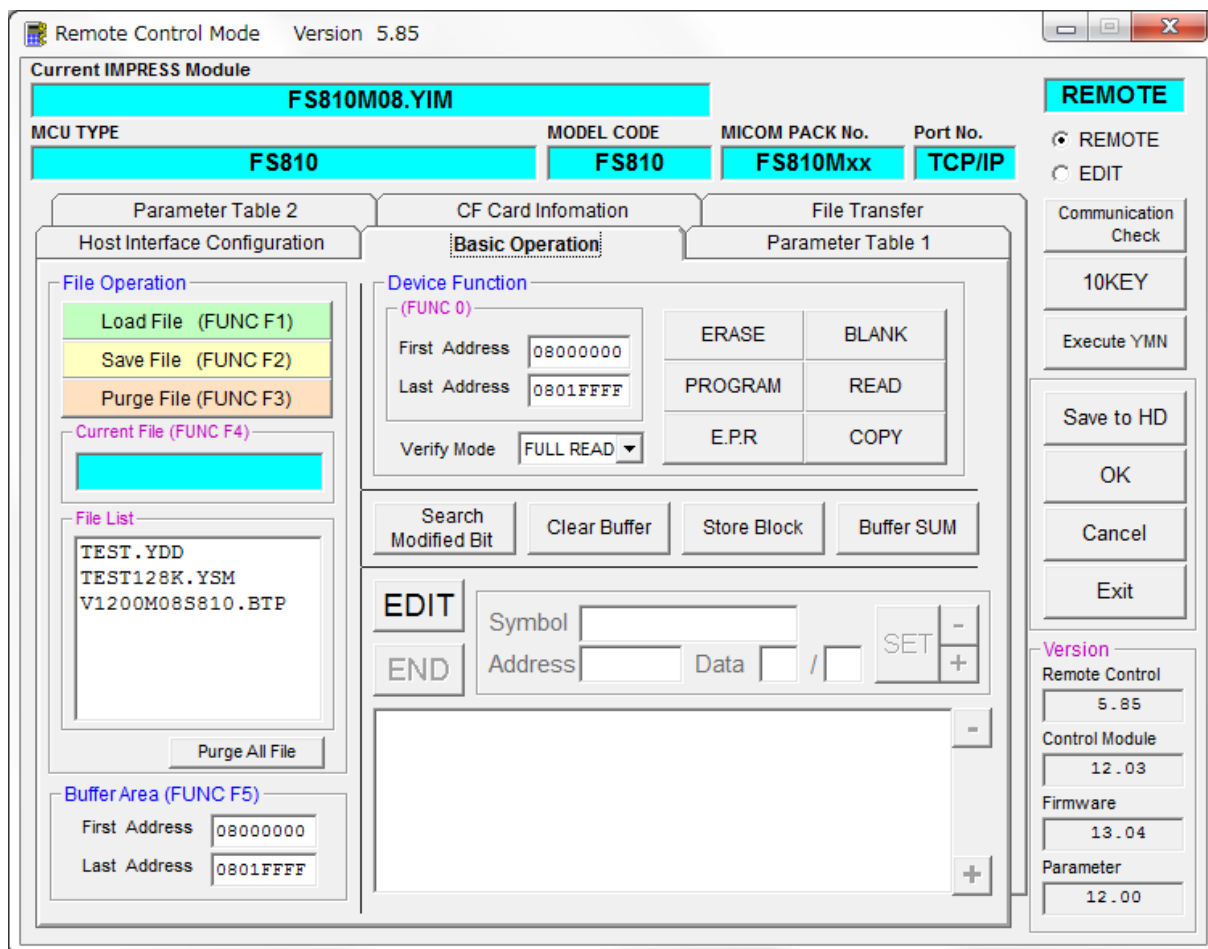 Remote Control Mode Version 5.85
Current IMPRESS Module
FS810M08.YIM
REMOTE
MCU TYPE MODEL CODE MICOM PACK No. Port No.
FS810 FS810 FS810Mxx TCP/IP
REMOTE
EDIT
Parameter Table 2 CF Card Infomation File Transfer
Host Interface Configuration Basic Operation Parameter Table 1
Communication
Check
10KEY
Execute YMN
Save to HD
OK
Cancel
Exit
File Operation
Load File (FUNC F1)
Save File (FUNC F2)
Purge File (FUNC F3)
Current File (FUNC F4)
File List
TEST.YDD
TEST128K.YSM
V1200M08S810.BTP
Purge All File
Buffer Area (FUNC F5)
First Address 08000000
Last Address 0801FFFF
Device Function
(FUNC 0)
First Address 08000000
Last Address 0801FFFF
Verify Mode FULL READ
ERASE BLANK
PROGRAM READ
E.P.R COPY
Search
Modified Bit
Clear Buffer Store Block Buffer SUM
EDIT
END
Symbol
Address Data /
SET
-
+
-
+
Version
Remote Control
5.85
Control Module
12.03
Firmware
13.04
Parameter
12.00